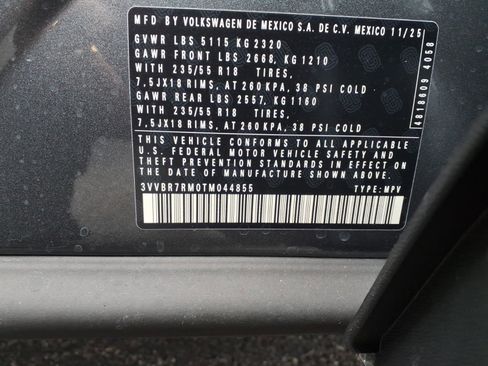 MFD BY VOLKSWAGEN DE MEXICO S.A. DE C.V. MEXICO 11/25
GVWR LBS 5115 KG 2320
GAWR FRONT LBS 2668, KG 1210
WITH 235/55 R18 TIRES,
7,5JX18 RIMS, AT 260 KPA, 38 PSI COLD
GAWR REAR LBS 2557, KG 1160
WITH 235/55 R18 TIRES,
7,5JX18 RIMS, AT 260 KPA, 38 PSI COLD
THIS VEHICLE CONFORMS TO ALL APPLICABLE
U.S. FEDERAL MOTOR VEHICLE SAFETY AND
THEFT PREVENTION STANDARDS IN EFFECT ON
THE DATE OF MANUFACTURE SHOWN ABOVE.
3VVBR7RM0TM044855 TYPE: MPV
4818609 4058